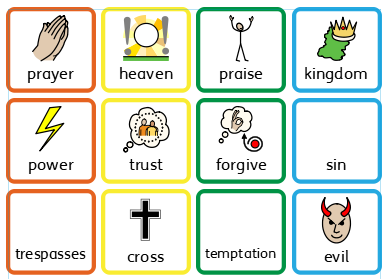 prayer heaven praise kingdom
power trust forgive sin
trespasses cross temptation evil